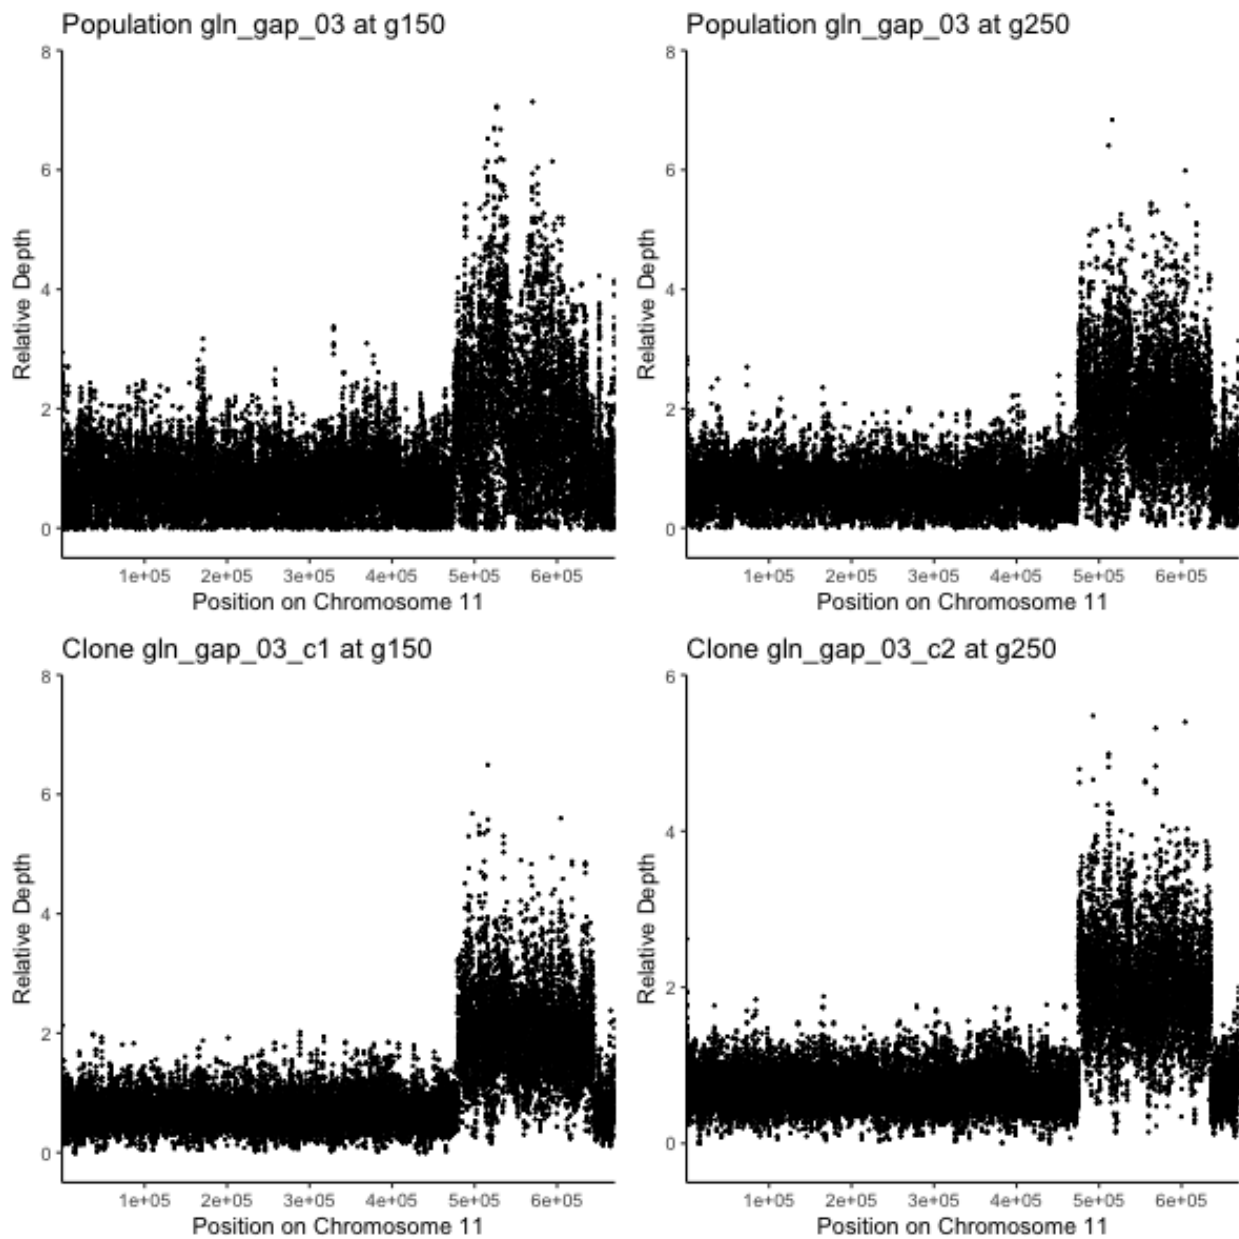 Population gln_gap_03 at g150
8
6
4
2
0
Relative Depth
1e+05 2e+05 3e+05 4e+05 5e+05 6e+05
Position on Chromosome 11
Population gln_gap_03 at g250
8
6
4
2
0
Relative Depth
1e+05 2e+05 3e+05 4e+05 5e+05 6e+05
Position on Chromosome 11
Clone gln_gap_03_c1 at g150
8
6
4
2
0
Relative Depth
1e+05 2e+05 3e+05 4e+05 5e+05 6e+05
Position on Chromosome 11
Clone gln_gap_03_c2 at g250
6
4
2
0
Relative Depth
1e+05 2e+05 3e+05 4e+05 5e+05 6e+05
Position on Chromosome 11